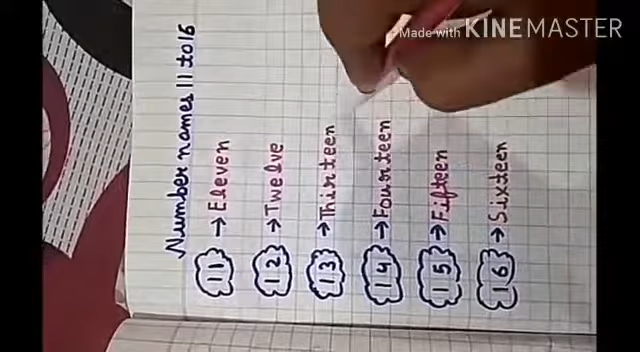 Made with KINEMASTER
Number names 11 to 16
11 → Eleven
12 → Twelve
13 → Thirteen
14 → Fourteen
15 → Fifteen
16 → Sixteen